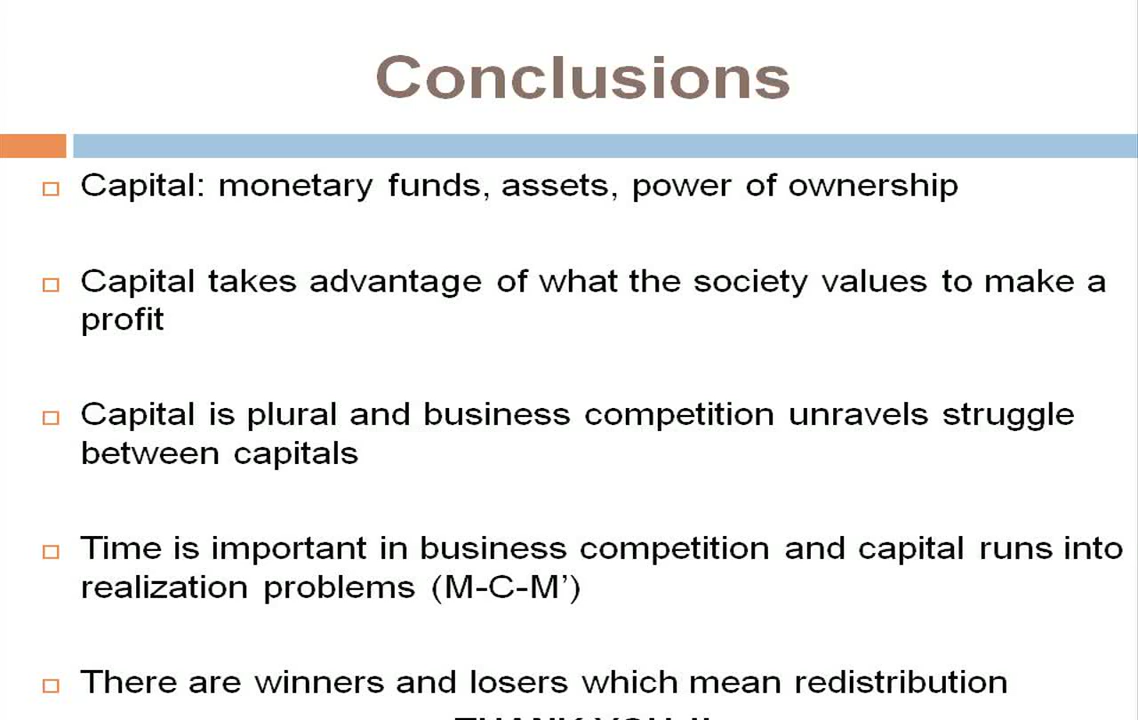 Conclusions
Capital: monetary funds, assets, power of ownership
Capital takes advantage of what the society values to make a
profit
Capital is plural and business competition unravels struggle
between capitals
Time is important in business competition and capital runs into
realization problems (M-C-M’)
There are winners and losers which mean redistribution
THANK YOU !!